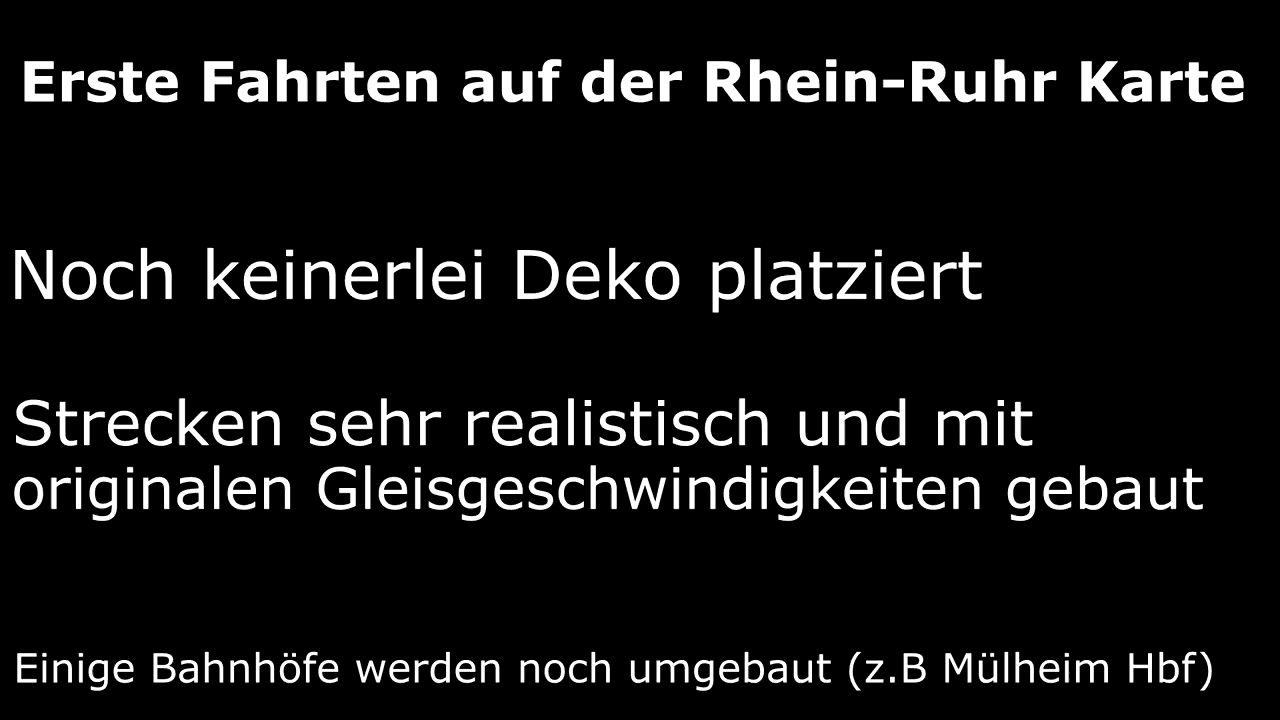 Erste Fahrten auf der Rhein-Ruhr Karte
Noch keinerlei Deko platziert
Strecken sehr realistisch und mit
originalen Gleisgeschwindigkeiten gebaut
Einige Bahnhöfe werden noch umgebaut (z.B Mülheim Hbf)